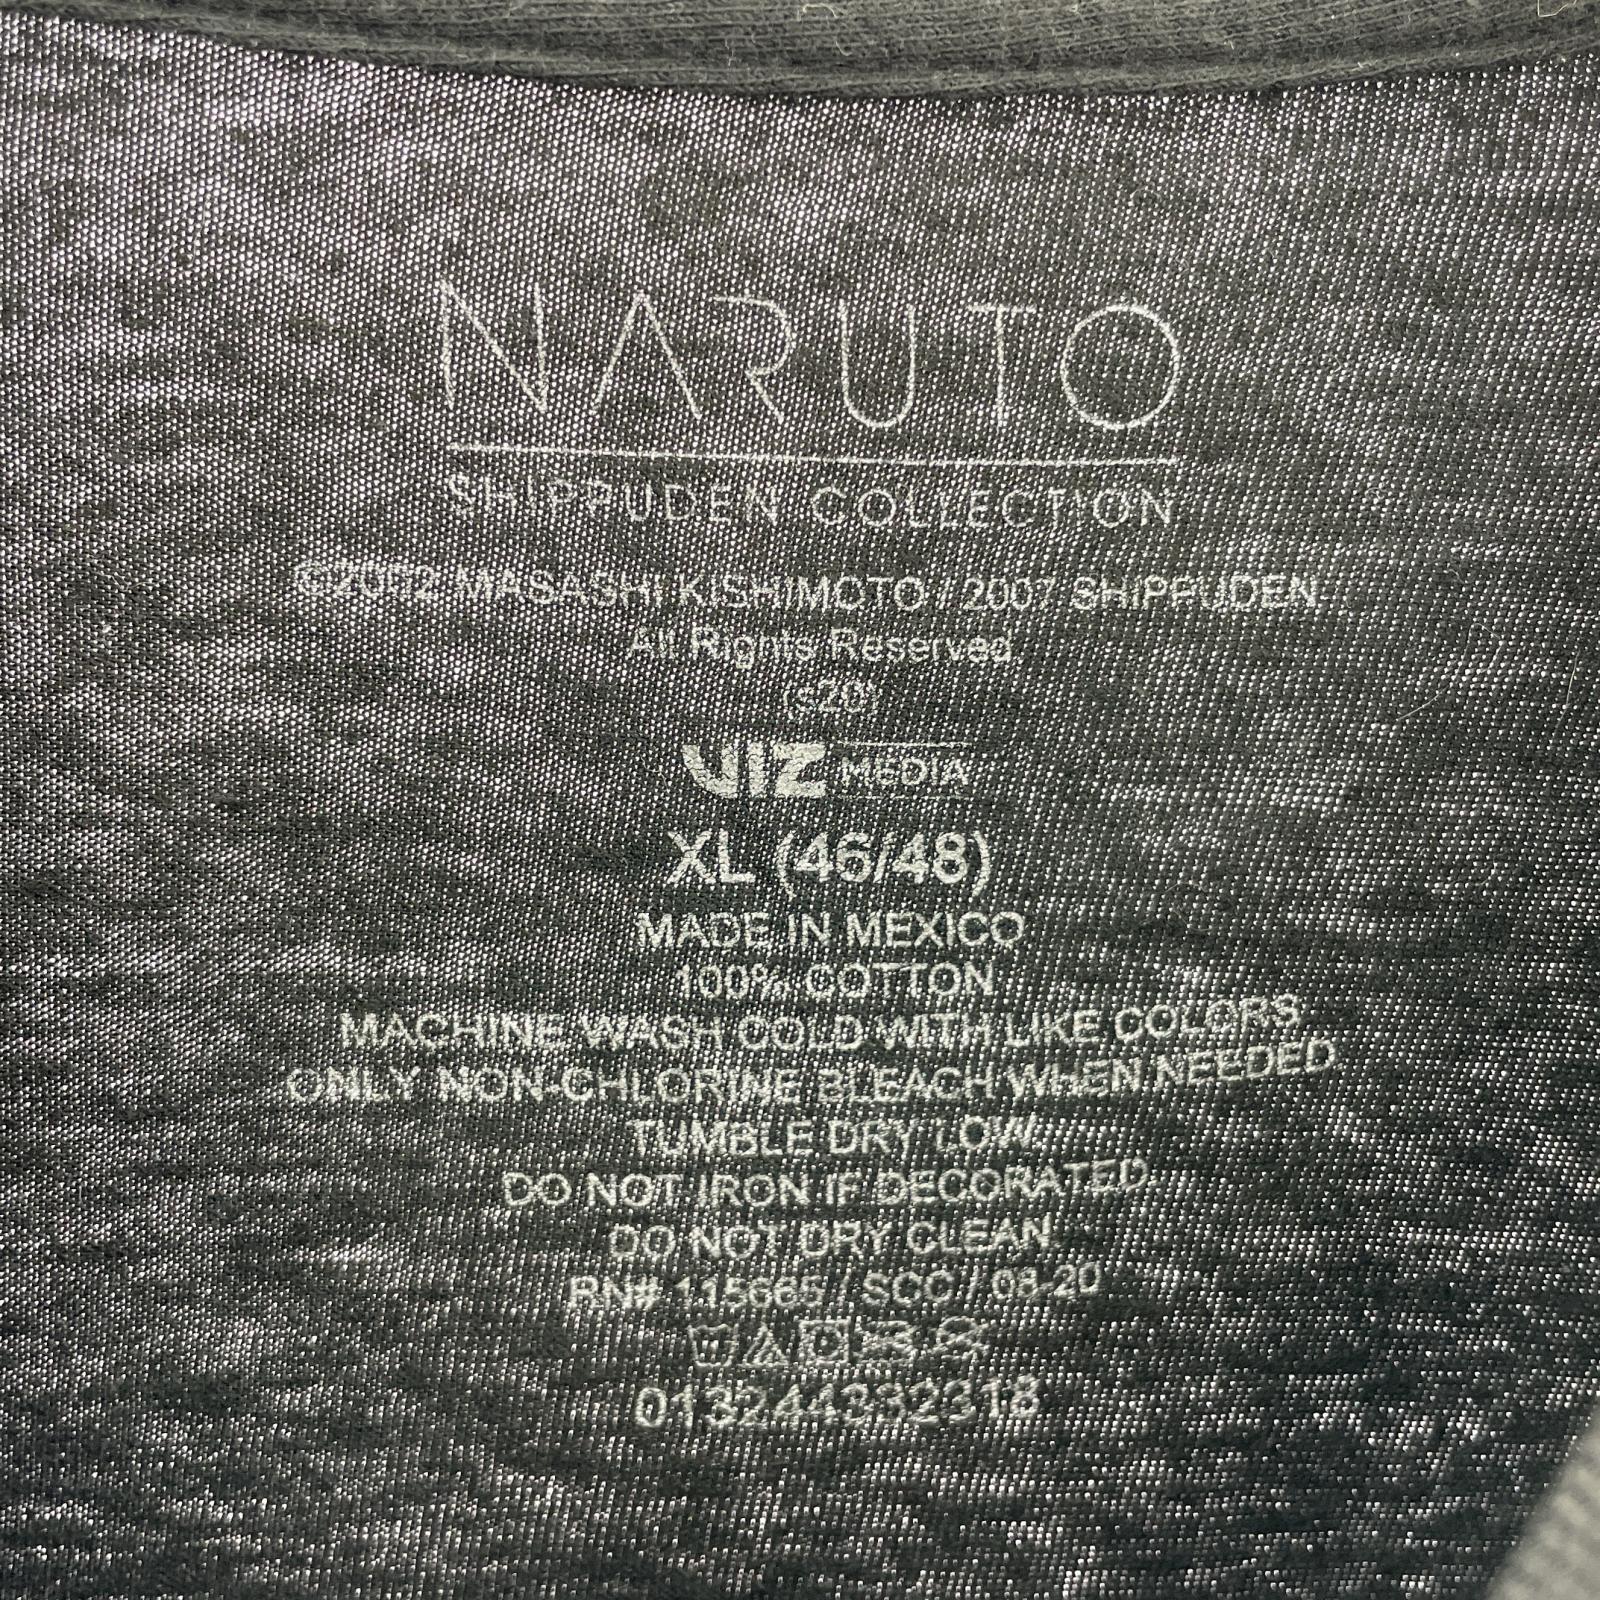 NARUTO
SHIPPUDEN COLLECTION
©2002 MASASHI KISHIMOTO / 2007 SHIPPUDEN
All Rights Reserved.
(s20)
VIZ MEDIA
XL (46/48)
MADE IN MEXICO
100% COTTON
MACHINE WASH COLD WITH LIKE COLORS
ONLY NON-CHLORINE BLEACH WHEN NEEDED.
TUMBLE DRY LOW.
DO NOT IRON IF DECORATED.
DO NOT DRY CLEAN.
RN# 115665 / SCC / 08-20
013244332318